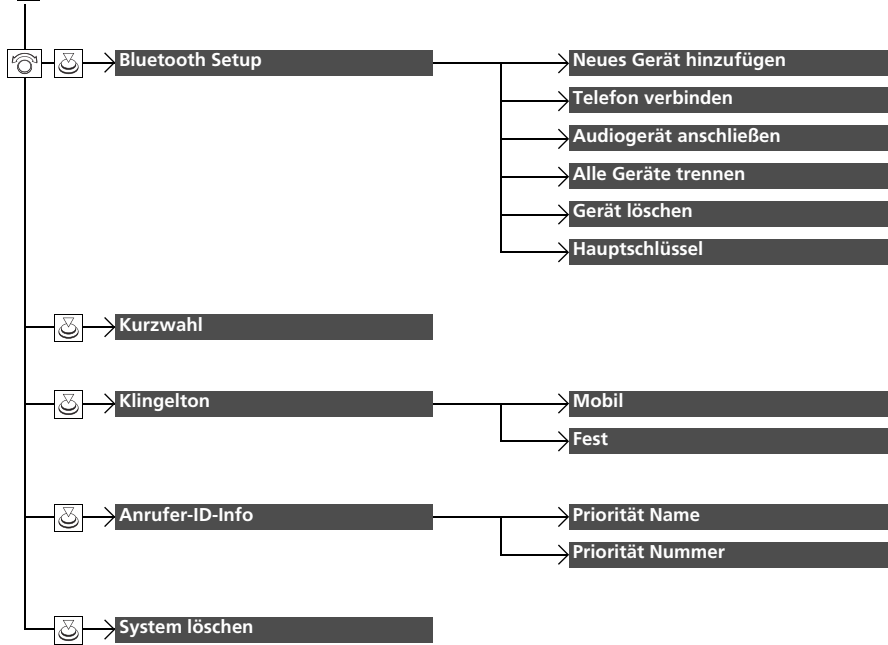 Bluetooth Setup
Neues Gerät hinzufügen
Telefon verbinden
Audiogerät anschließen
Alle Geräte trennen
Gerät löschen
Hauptschlüssel
Kurzwahl
Klingelton
Mobil
Fest
Anrufer-ID-Info
Priorität Name
Priorität Nummer
System löschen